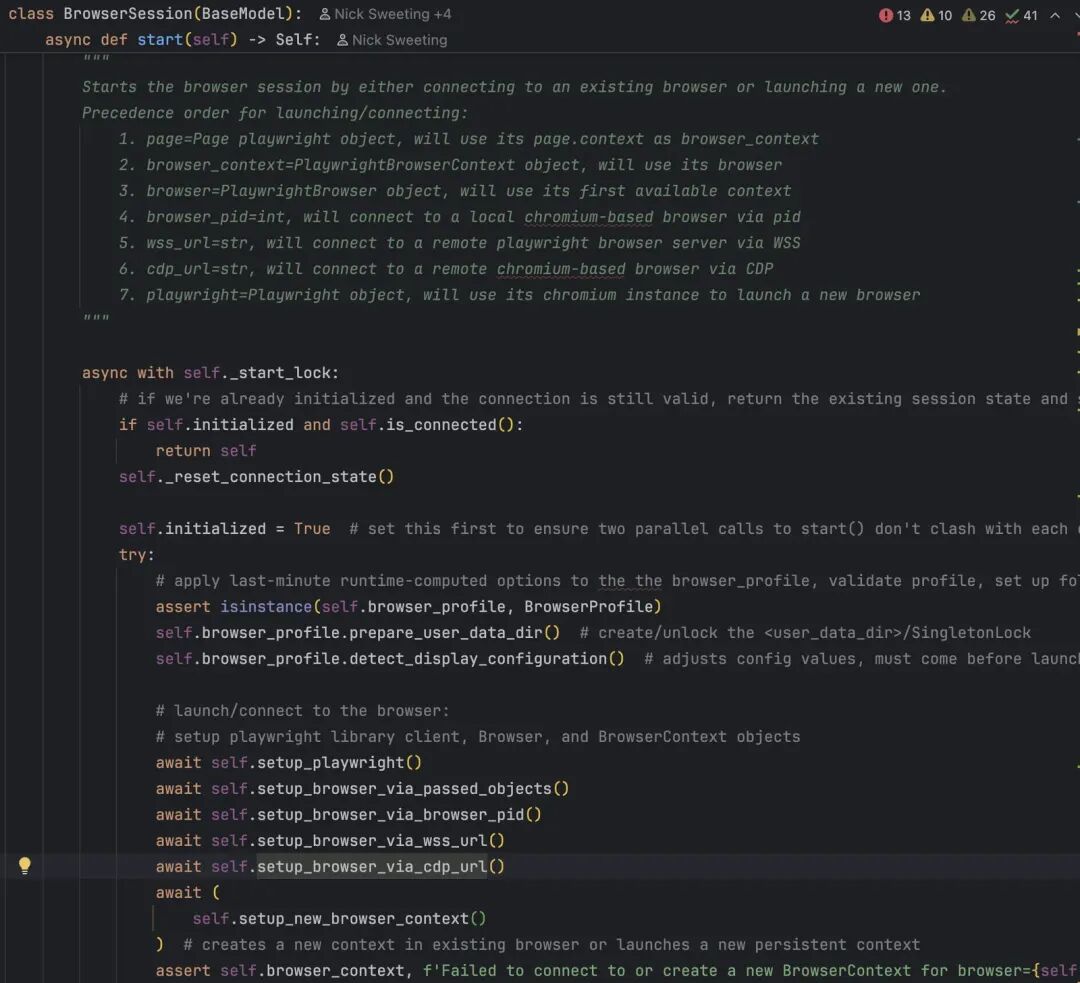 class BrowserSession(BaseModel): Nick Sweeting +4
13 10 26 41
async def start(self) -> Self: Nick Sweeting
"""
Starts the browser session by either connecting to an existing browser or launching a new one.
Precedence order for launching/connecting:
1. page=Page playwright object, will use its page.context as browser_context
2. browser_context=PlaywrightBrowserContext object, will use its browser
3. browser=PlaywrightBrowser object, will use its first available context
4. browser_pid=int, will connect to a local chromium-based browser via pid
5. wss_url=str, will connect to a remote playwright browser server via WSS
6. cdp_url=str, will connect to a remote chromium-based browser via CDP
7. playwright=Playwright object, will use its chromium instance to launch a new browser
"""
async with self._start_lock:
# if we're already initialized and the connection is still valid, return the existing session state and
if self.initialized and self.is_connected():
return self
self._reset_connection_state()
self.initialized = True # set this first to ensure two parallel calls to start() don't clash with each
try:
# apply last-minute runtime-computed options to the the browser_profile, validate profile, set up fol
assert isinstance(self.browser_profile, BrowserProfile)
self.browser_profile.prepare_user_data_dir() # create/unlock the <user_data_dir>/SingletonLock
self.browser_profile.detect_display_configuration() # adjusts config values, must come before launch
# launch/connect to the browser:
# setup playwright library client, Browser, and BrowserContext objects
await self.setup_playwright()
await self.setup_browser_via_passed_objects()
await self.setup_browser_via_browser_pid()
await self.setup_browser_via_wss_url()
await self.setup_browser_via_cdp_url()
await (
self.setup_new_browser_context()
) # creates a new context in existing browser or launches a new persistent context
assert self.browser_context, f'Failed to connect to or create a new BrowserContext for browser={self